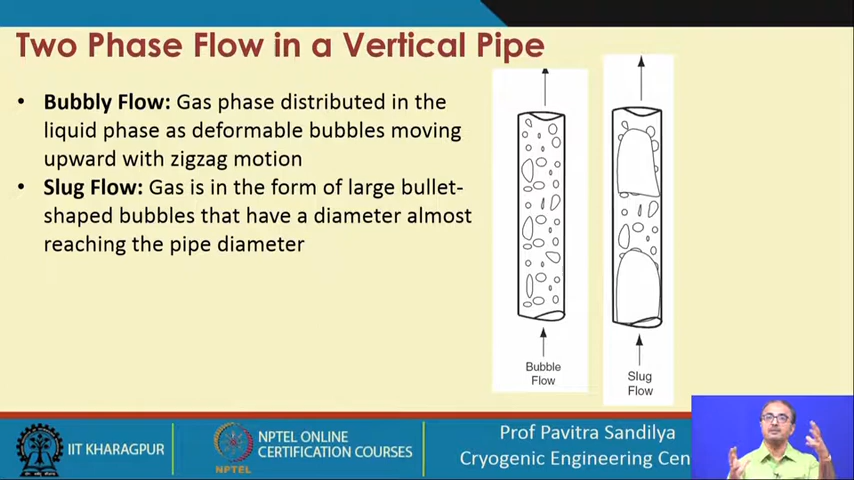 Two Phase Flow in a Vertical Pipe
• Bubbly Flow: Gas phase distributed in the
liquid phase as deformable bubbles moving
upward with zigzag motion
• Slug Flow: Gas is in the form of large bullet-
shaped bubbles that have a diameter almost
reaching the pipe diameter
Bubble
Flow
Slug
Flow
IIT KHARAGPUR
NPTEL
NPTEL ONLINE
CERTIFICATION COURSES
Prof Pavitra Sandilya
Cryogenic Engineering Cen